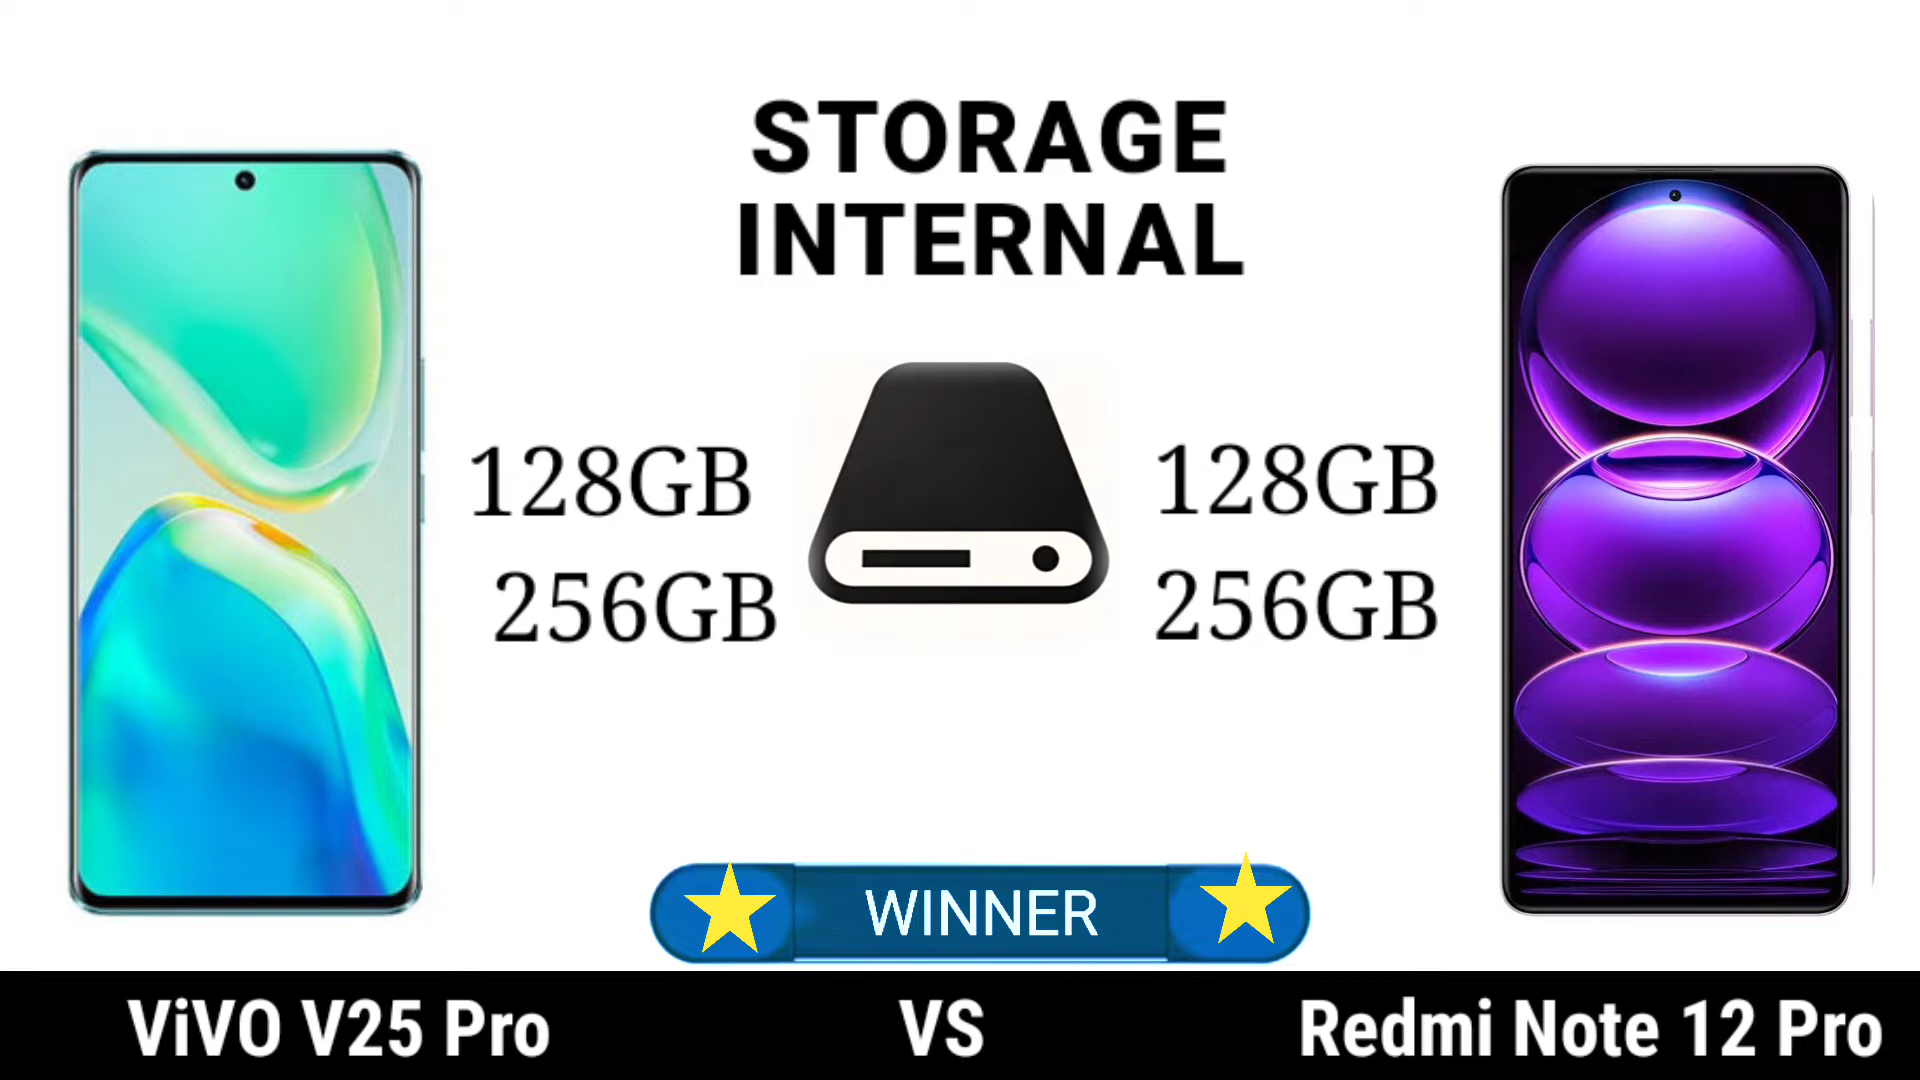 STORAGE
INTERNAL
128GB
256GB
128GB
256GB
WINNER
ViVO V25 Pro VS Redmi Note 12 Pro